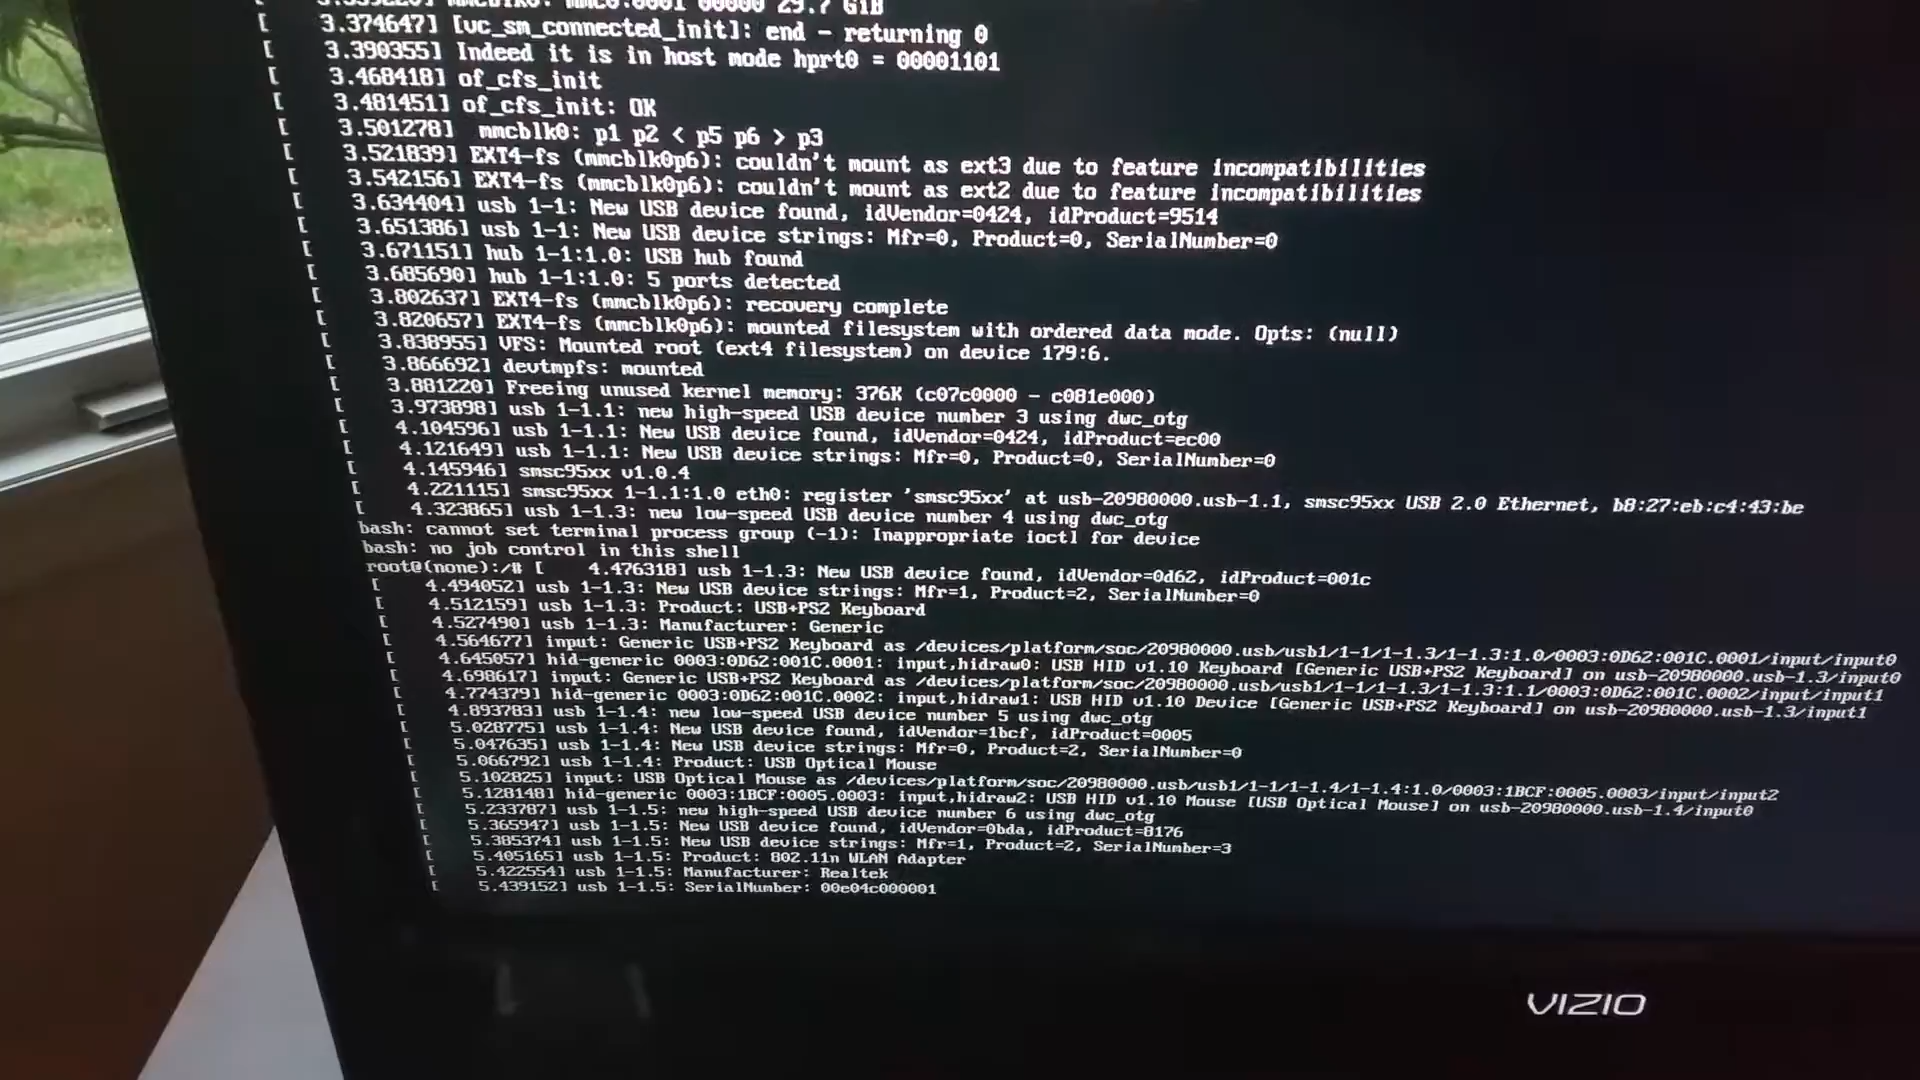 [ 3.339220] mmcblk0: mmc0:0001 00000 29.7 GiB
[ 3.374647] [vc_sm_connected_init]: end - returning 0
[ 3.390355] Indeed it is in host mode hprt0 = 00001101
[ 3.468418] of_cfs_init
[ 3.481451] of_cfs_init: OK
[ 3.501278]  mmcblk0: p1 p2 < p5 p6 > p3
[ 3.521839] EXT4-fs (mmcblk0p6): couldn't mount as ext3 due to feature incompatibilities
[ 3.542156] EXT4-fs (mmcblk0p6): couldn't mount as ext2 due to feature incompatibilities
[ 3.634404] usb 1-1: New USB device found, idVendor=0424, idProduct=9514
[ 3.651386] usb 1-1: New USB device strings: Mfr=0, Product=0, SerialNumber=0
[ 3.671151] hub 1-1:1.0: USB hub found
[ 3.685690] hub 1-1:1.0: 5 ports detected
[ 3.802637] EXT4-fs (mmcblk0p6): recovery complete
[ 3.820657] EXT4-fs (mmcblk0p6): mounted filesystem with ordered data mode. Opts: (null)
[ 3.838955] VFS: Mounted root (ext4 filesystem) on device 179:6.
[ 3.866692] devtmpfs: mounted
[ 3.881220] Freeing unused kernel memory: 376K (c07c0000 - c081e000)
[ 3.973898] usb 1-1.1: new high-speed USB device number 3 using dwc_otg
[ 4.104596] usb 1-1.1: New USB device found, idVendor=0424, idProduct=ec00
[ 4.121649] usb 1-1.1: New USB device strings: Mfr=0, Product=0, SerialNumber=0
[ 4.145946] smsc95xx v1.0.4
[ 4.221115] smsc95xx 1-1.1:1.0 eth0: register 'smsc95xx' at usb-20980000.usb-1.1, smsc95xx USB 2.0 Ethernet, b8:27:eb:c4:43:be
[ 4.323865] usb 1-1.3: new low-speed USB device number 4 using dwc_otg
bash: cannot set terminal process group (-1): Inappropriate ioctl for device
bash: no job control in this shell
root@(none):/# [ 4.476318] usb 1-1.3: New USB device found, idVendor=0d62, idProduct=001c
[ 4.494052] usb 1-1.3: New USB device strings: Mfr=1, Product=2, SerialNumber=0
[ 4.512159] usb 1-1.3: Product: USB+PS2 Keyboard
[ 4.527490] usb 1-1.3: Manufacturer: Generic
[ 4.564677] input: Generic USB+PS2 Keyboard as /devices/platform/soc/20980000.usb/usb1/1-1/1-1.3/1-1.3:1.0/0003:0D62:001C.0001/input/input0
[ 4.645057] hid-generic 0003:0D62:001C.0001: input,hidraw0: USB HID v1.10 Keyboard [Generic USB+PS2 Keyboard] on usb-20980000.usb-1.3/input0
[ 4.698617] input: Generic USB+PS2 Keyboard as /devices/platform/soc/20980000.usb/usb1/1-1/1-1.3/1-1.3:1.1/0003:0D62:001C.0002/input/input1
[ 4.774379] hid-generic 0003:0D62:001C.0002: input,hidraw1: USB HID v1.10 Device [Generic USB+PS2 Keyboard] on usb-20980000.usb-1.3/input1
[ 4.893783] usb 1-1.4: new low-speed USB device number 5 using dwc_otg
[ 5.028775] usb 1-1.4: New USB device found, idVendor=1bcf, idProduct=0005
[ 5.047635] usb 1-1.4: New USB device strings: Mfr=0, Product=2, SerialNumber=0
[ 5.066792] usb 1-1.4: Product: USB Optical Mouse
[ 5.102825] input: USB Optical Mouse as /devices/platform/soc/20980000.usb/usb1/1-1/1-1.4/1-1.4:1.0/0003:1BCF:0005.0003/input/input2
[ 5.128148] hid-generic 0003:1BCF:0005.0003: input,hidraw2: USB HID v1.10 Mouse [USB Optical Mouse] on usb-20980000.usb-1.4/input0
[ 5.233787] usb 1-1.5: new high-speed USB device number 6 using dwc_otg
[ 5.365947] usb 1-1.5: New USB device found, idVendor=0bda, idProduct=8176
[ 5.385374] usb 1-1.5: New USB device strings: Mfr=1, Product=2, SerialNumber=3
[ 5.405165] usb 1-1.5: Product: 802.11n WLAN Adapter
[ 5.422554] usb 1-1.5: Manufacturer: Realtek
[ 5.439152] usb 1-1.5: SerialNumber: 00e04c000001
VIZIO